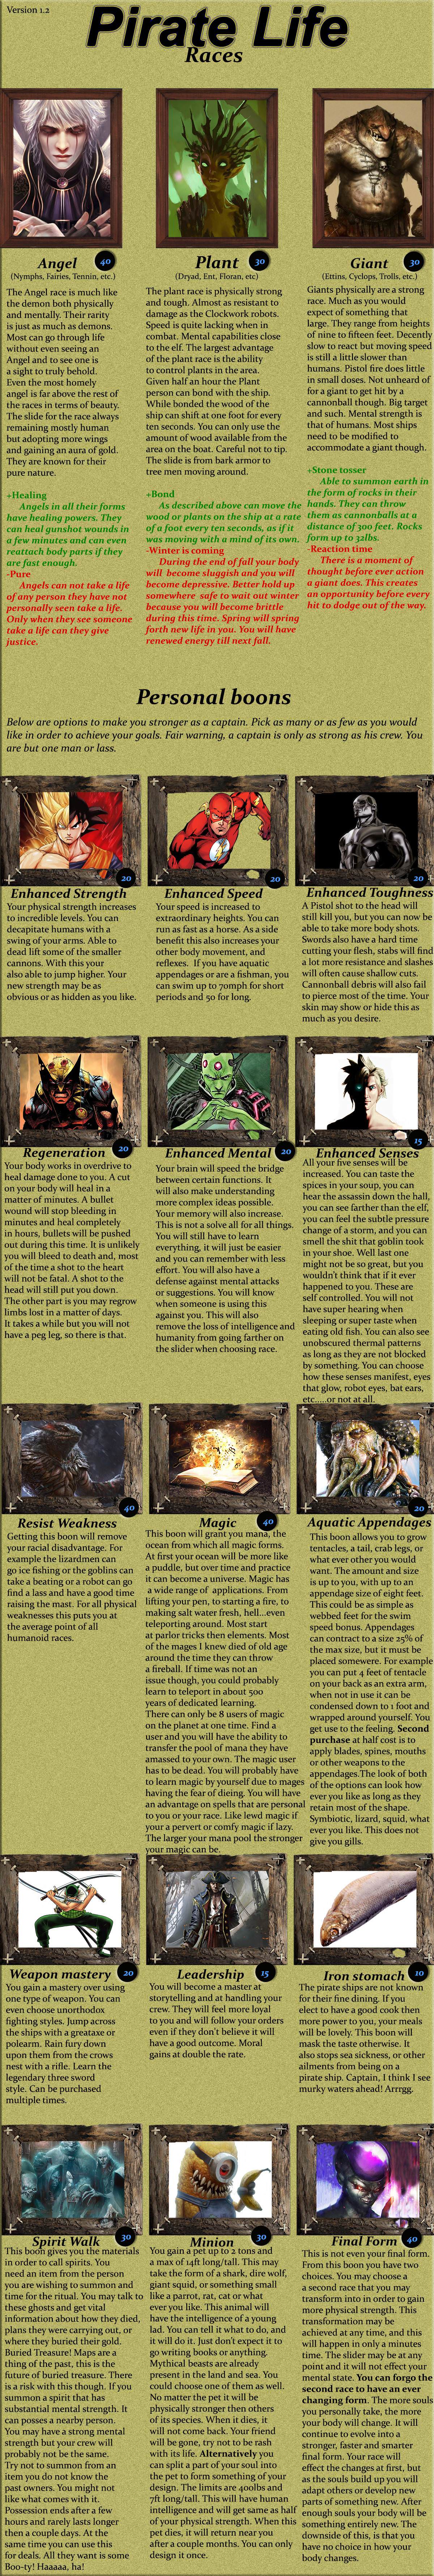 Version 1.2
Pirate Life
Races
Angel
40
(Nymphs, Fairies, Tennin, etc.)
The Angel race is much like
the demon both physically
and mentally. Their rarity
is just as much as demons.
Most can go through life
without even seeing an
Angel and to see one is
a sight to truly behold.
Even the most homely
angel is far above the rest of
the races in terms of beauty.
The slide for the race always
remaining mostly human
but adopting more wings
and gaining an aura of gold.
They are known for their
pure nature.
+Healing
Angels in all their forms
have healing powers. They
can heal gunshot wounds in
a few minutes and can even
reattach body parts if they
are fast enough.
-Pure
Angels can not take a life
of any person they have not
personally seen take a life.
Only when they see someone
take a life can they give
justice.
Plant
30
(Dryad, Ent, Floran, etc)
The plant race is physically strong
and tough. Almost as resistant to
damage as the Clockwork robots.
Speed is quite lacking when in
combat. Mental capabilities close
to the elf. The largest advantage
of the plant race is the ability
to control plants in the area.
Given half an hour the Plant
person can bond with the ship.
While bonded the wood of the
ship can shift at one foot for every
ten seconds. You can only use the
amount of wood available from the
area on the boat. Careful not to tip.
The slide is from bark armor to
tree men moving around.
+Bond
As described above can move the
wood or plants on the ship at a rate
of a foot every ten seconds, as if it
was moving with a mind of its own.
-Winter is coming
During the end of fall your body
will become sluggish and you will
become depressive. Better hold up
somewhere safe to wait out winter
because you will become brittle
during this time. Spring will spring
forth new life in you. You will have
renewed energy till next fall.
Giant
30
(Ettins, Cyclops, Trolls, etc.)
Giants physically are a strong
race. Much as you would
expect of something that
large. They range from heights
of nine to fifteen feet. Decently
slow to react but moving speed
is still a little slower than
humans. Pistol fire does little
in small doses. Not unheard of
for a giant to get hit by a
cannonball though. Big target
and such. Mental strength is
that of humans. Most ships
need to be modified to
accommodate a giant though.
+Stone tosser
Able to summon earth in
the form of rocks in their
hands. They can throw
them as cannonballs at a
distance of 300 feet. Rocks
form up to 32lbs.
-Reaction time
There is a moment of
thought before ever action
a giant does. This creates
an opportunity before every
hit to dodge out of the way.
Personal boons
Below are options to make you stronger as a captain. Pick as many or as few as you would
like in order to achieve your goals. Fair warning, a captain is only as strong as his crew. You
are but one man or lass.
20
Enhanced Strength
Your physical strength increases
to incredible levels. You can
decapitate humans with a
swing of your arms. Able to
dead lift some of the smaller
cannons. With this your
also able to jump higher. Your
new strength may be as
obvious or as hidden as you like.
20
Enhanced Speed
Your speed is increased to
extraordinary heights. You can
run as fast as a horse. As a side
benefit this also increases your
other body movement, and
reflexes. If you have aquatic
appendages or are a fishman, you
can swim up to 70mph for short
periods and 50 for long.
20
Enhanced Toughness
A Pistol shot to the head will
still kill you, but you can now be
able to take more body shots.
Swords also have a hard time
cutting your flesh, stabs will find
a lot more resistance and slashes
will often cause shallow cuts.
Cannonball debris will also fail
to pierce most of the time. Your
skin may show or hide this as
much as you desire.
20
Regeneration
Your body works in overdrive to
heal damage done to you. A cut
on your body will heal in a
matter of minutes. A bullet
wound will stop bleeding in
minutes and heal completely
in hours, bullets will be pushed
out during this time. It is unlikely
you will bleed to death and, most
of the time a shot to the heart
will not be fatal. A shot to the
head will still put you down.
The other part is you may regrow
limbs lost in a matter of days.
It takes a while but you will not
have a peg leg, so there is that.
20
Enhanced Mental
Your brain will speed the bridge
between certain functions. It
will also make understanding
more complex ideas possible.
Your memory will also increase.
This is not a solve all for all things.
You will still have to learn
everything, it will just be easier
and you can remember with less
effort. You will also have a
defense against mental attacks
or suggestions. You will know
when someone is using this
against you. This will also
remove the loss of intelligence and
humanity from going farther on
the slider when choosing race.
15
Enhanced Senses
All your five senses will be
increased. You can taste the
spices in your soup, you can
hear the assassin down the hall,
you can see farther than the elf,
you can feel the subtle pressure
change of a storm, and you can
smell the shit that goblin took
in your shoe. Well last one
might not be so great, but you
wouldn't think that if it ever
happened to you. These are
self controlled. You will not
have super hearing when
sleeping or super taste when
eating old fish. You can also see
unobscured thermal patterns
as long as they are not blocked
by something. You can choose
how these senses manifest, eyes
that glow, robot eyes, bat ears,
etc.....or not at all.
40
Resist Weakness
Getting this boon will remove
your racial disadvantage. For
example the lizardmen can
go ice fishing or the goblins can
take a beating or a robot can go
find a lass and have a good time
raising the mast. For all physical
weaknesses this puts you at
the average point of all
humanoid races.
40
Magic
This boon will grant you mana, the
ocean from which all magic forms.
At first your ocean will be more like
a puddle, but over time and practice
it can become a universe. Magic has
a wide range of applications. From
lifting your pen, to starting a fire, to
making salt water fresh, hell...even
teleporting around. Most start
at parlor tricks then elements. Most
of the mages I knew died of old age
around the time they can throw
a fireball. If time was not an
issue though, you could probably
learn to teleport in about 500
years of dedicated learning.
There can only be 8 users of magic
on the planet at one time. Find a
user and you will have the ability to
transfer the pool of mana they have
amassed to your own. The magic user
has to be dead. You will probably have
to learn magic by yourself due to mages
having the fear of dieing. You will have
an advantage on spells that are personal
to you or your race. Like lewd magic if
your a pervert or comfy magic if lazy.
The larger your mana pool the stronger
your magic can be.
20
Aquatic Appendages
This boon allows you to grow
tentacles, a tail, crab legs, or
what ever other you would
want. The amount and size
is up to you, with up to an
appendage size of eight feet.
This could be as simple as
webbed feet for the swim
speed bonus. Appendages
can contract to a size 25% of
the max size, but it must be
placed somewere. For example
you can put 4 feet of tentacle
on your back as an extra arm,
when not in use it can be
condensed down to 1 foot and
wrapped around yourself. You
get use to the feeling. Second
purchase at half cost is to
apply blades, spines, mouths
or other weapons to the
appendages.The look of both
of the options can look how
ever you like as long as they
retain most of the shape.
Symbiotic, lizard, squid, what
ever you like. This does not
give you gills.
20
Weapon mastery
You gain a mastery over using
one type of weapon. You can
even choose unorthodox
fighting styles. Jump across
the ships with a greataxe or
polearm. Rain fury down
upon them from the crows
nest with a rifle. Learn the
legendary three sword
style. Can be purchased
multiple times.
15
Leadership
You will become a master at
storytelling and at handling your
crew. They will feel more loyal
to you and will follow your orders
even if they don't believe it will
have a good outcome. Moral
gains at double the rate.
10
Iron stomach
The pirate ships are not known
for their fine dining. If you
elect to have a good cook then
more power to you, your meals
will be lovely. This boon will
mask the taste otherwise. It
also stops sea sickness, or other
ailments from being on a
pirate ship. Captain, I think I see
murky waters ahead! Arrrgg.
30
Spirit Walk
This boon gives you the materials
in order to call spirits. You
need an item from the person
you are wishing to summon and
time for the ritual. You may talk to
these ghosts and get vital
information about how they died,
plans they were carrying out, or
where they buried their gold.
Buried Treasure! Maps are a
thing of the past, this is the
future of buried treasure. There
is a risk with this though. If you
summon a spirit that has
substantial mental strength. It
can posses a nearby person.
You may have a strong mental
strength but your crew will
probably not be the same.
Try not to summon from an
item you do not know the
past owners. You might not
like what comes with it.
Possession ends after a few
hours and rarely lasts longer
then a couple days. At the
same time you can use this
for deals. All they want is some
Boo-ty! Haaaaa, ha!
30
Minion
You gain a pet up to 2 tons and
a max of 14ft long/tall. This may
take the form of a shark, dire wolf,
giant squid, or something small
like a parrot, rat, cat or what
ever you like. This animal will
have the intelligence of a young
lad. You can tell it what to do, and
it will do it. Just don't expect it to
go writing books or anything.
Mythical beasts are already
present in the land and sea. You
could choose one of them as well.
No matter the pet it will be
physically stronger then others
of its species. When it dies, it
will not come back. Your friend
will be gone, try not to be rash
with its life. Alternatively you
can split a part of your soul into
the pet to form something of your
design. The limits are 400lbs and
7ft long/tall. This will have human
intelligence and will get same as half
of your physical strength. When this
pet dies, it will return near you
after a couple months. You can only
design it once.
40
Final Form
This is not even your final form.
From this boon you have two
choices. You may choose a
a second race that you may
transform into in order to gain
more physical strength. This
transformation may be
achieved at any time, and this
will happen in only a minutes
time. The slider may be at any
point and it will not effect your
mental state. You can forgo the
second race to have an ever
changing form. The more souls
you personally take, the more
your body will change. It will
continue to evolve into a
stronger, faster and smarter
final form. Your race will
effect the changes at first, but
as the souls build up you will
adapt others or develop new
parts of something new. After
enough souls your body will be
something entirely new. The
downside of this, is that you
have no choice in how your
body changes.